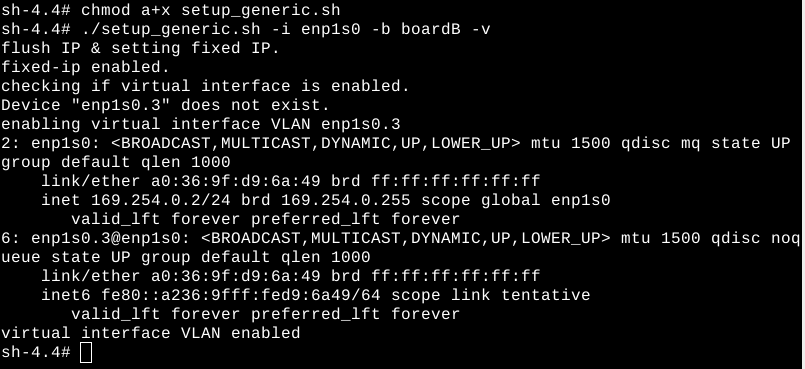 sh-4.4# chmod a+x setup_generic.sh
sh-4.4# ./setup_generic.sh -i enp1s0 -b boardB -v
flush IP & setting fixed IP.
fixed-ip enabled.
checking if virtual interface is enabled.
Device "enp1s0.3" does not exist.
enabling virtual interface VLAN enp1s0.3
2: enp1s0: <BROADCAST,MULTICAST,DYNAMIC,UP,LOWER_UP> mtu 1500 qdisc mq state UP
group default qlen 1000
    link/ether a0:36:9f:d9:6a:49 brd ff:ff:ff:ff:ff:ff
    inet 169.254.0.2/24 brd 169.254.0.255 scope global enp1s0
       valid_lft forever preferred_lft forever
6: enp1s0.3@enp1s0: <BROADCAST,MULTICAST,DYNAMIC,UP,LOWER_UP> mtu 1500 qdisc noq
ueue state UP group default qlen 1000
    link/ether a0:36:9f:d9:6a:49 brd ff:ff:ff:ff:ff:ff
    inet6 fe80::a236:9fff:fed9:6a49/64 scope link tentative
       valid_lft forever preferred_lft forever
virtual interface VLAN enabled
sh-4.4#